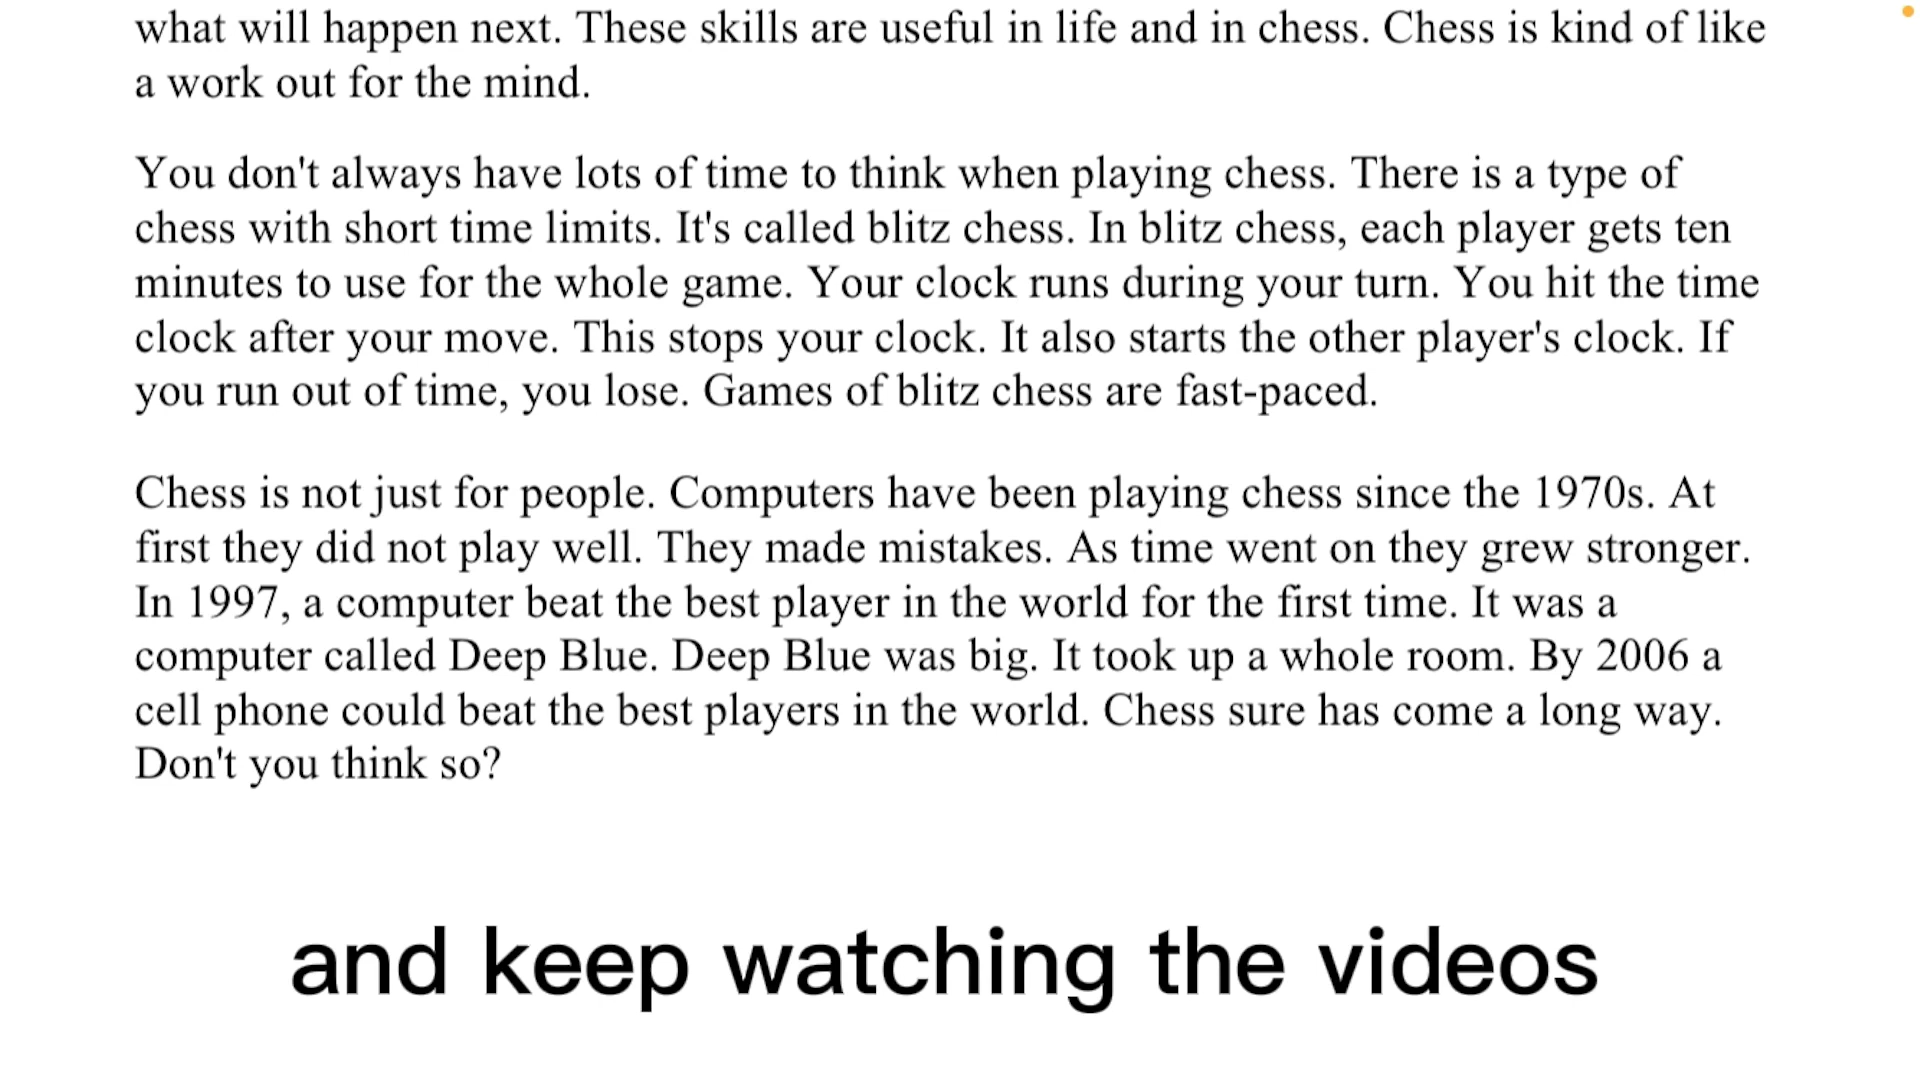 what will happen next. These skills are useful in life and in chess. Chess is kind of like
a work out for the mind.
You don't always have lots of time to think when playing chess. There is a type of
chess with short time limits. It's called blitz chess. In blitz chess, each player gets ten
minutes to use for the whole game. Your clock runs during your turn. You hit the time
clock after your move. This stops your clock. It also starts the other player's clock. If
you run out of time, you lose. Games of blitz chess are fast-paced.
Chess is not just for people. Computers have been playing chess since the 1970s. At
first they did not play well. They made mistakes. As time went on they grew stronger.
In 1997, a computer beat the best player in the world for the first time. It was a
computer called Deep Blue. Deep Blue was big. It took up a whole room. By 2006 a
cell phone could beat the best players in the world. Chess sure has come a long way.
Don't you think so?
and keep watching the videos